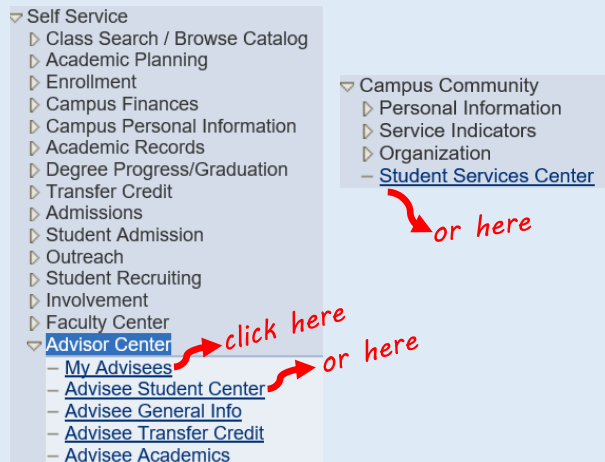 Self Service
Class Search / Browse Catalog
Academic Planning
Enrollment
Campus Finances
Campus Personal Information
Academic Records
Degree Progress/Graduation
Transfer Credit
Admissions
Student Admission
Outreach
Student Recruiting
Involvement
Faculty Center
Advisor Center
My Advisees
click here
Advisee Student Center
or here
Advisee General Info
Advisee Transfer Credit
Advisee Academics
Campus Community
Personal Information
Service Indicators
Organization
Student Services Center
or here